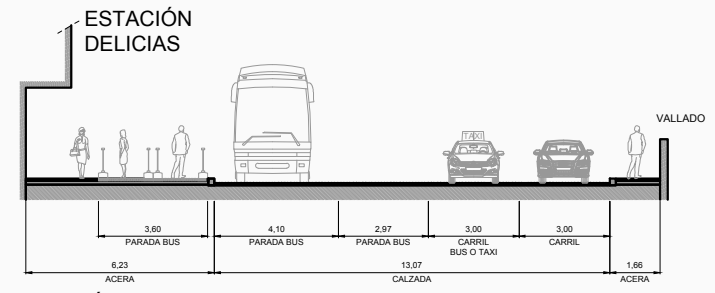 ESTACIÓN
DELICIAS
TAXI
VALLADO
3,60
PARADA BUS
4,10
PARADA BUS
2,97
PARADA BUS
3,00
CARRIL
BUS O TAXI
3,00
CARRIL
6,23
ACERA
13,07
CALZADA
1,66
ACERA